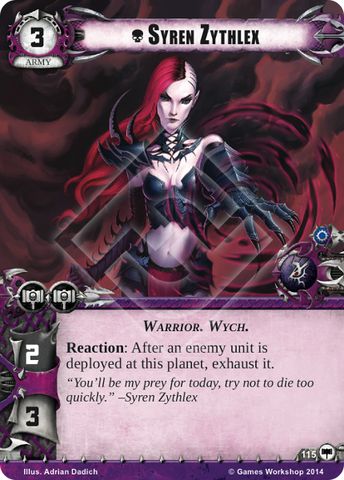 3
ARMY
SYREN ZYTHLEX
2
3
WARRIOR. WYCH.
Reaction: After an enemy unit is
deployed at this planet, exhaust it.
“You’ll be my prey for today, try not to die too
quickly.” –Syren Zythlex
115
Illus. Adrian Dadich
© Games Workshop 2014